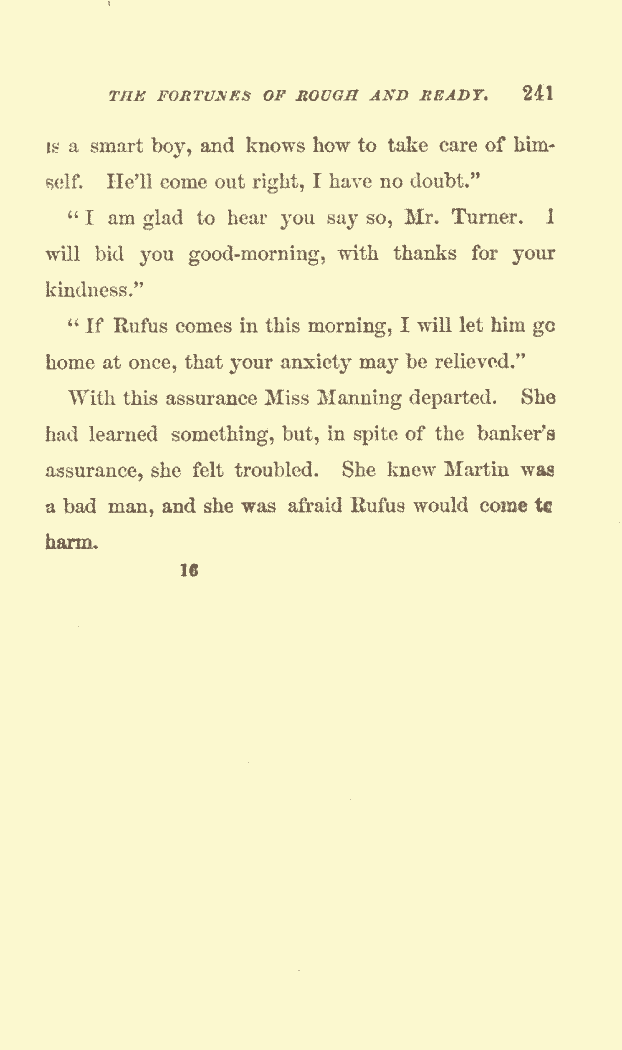 THE FORTUNES OF ROUGH AND READY. 241
is a smart boy, and knows how to take care of him-
self. He'll come out right, I have no doubt."
"I am glad to hear you say so, Mr. Turner. I
will bid you good-morning, with thanks for your
kindness."
"If Rufus comes in this morning, I will let him go
home at once, that your anxiety may be relieved."
With this assurance Miss Manning departed. She
had learned something, but, in spite of the banker's
assurance, she felt troubled. She knew Martin was
a bad man, and she was afraid Rufus would come to
harm.
16